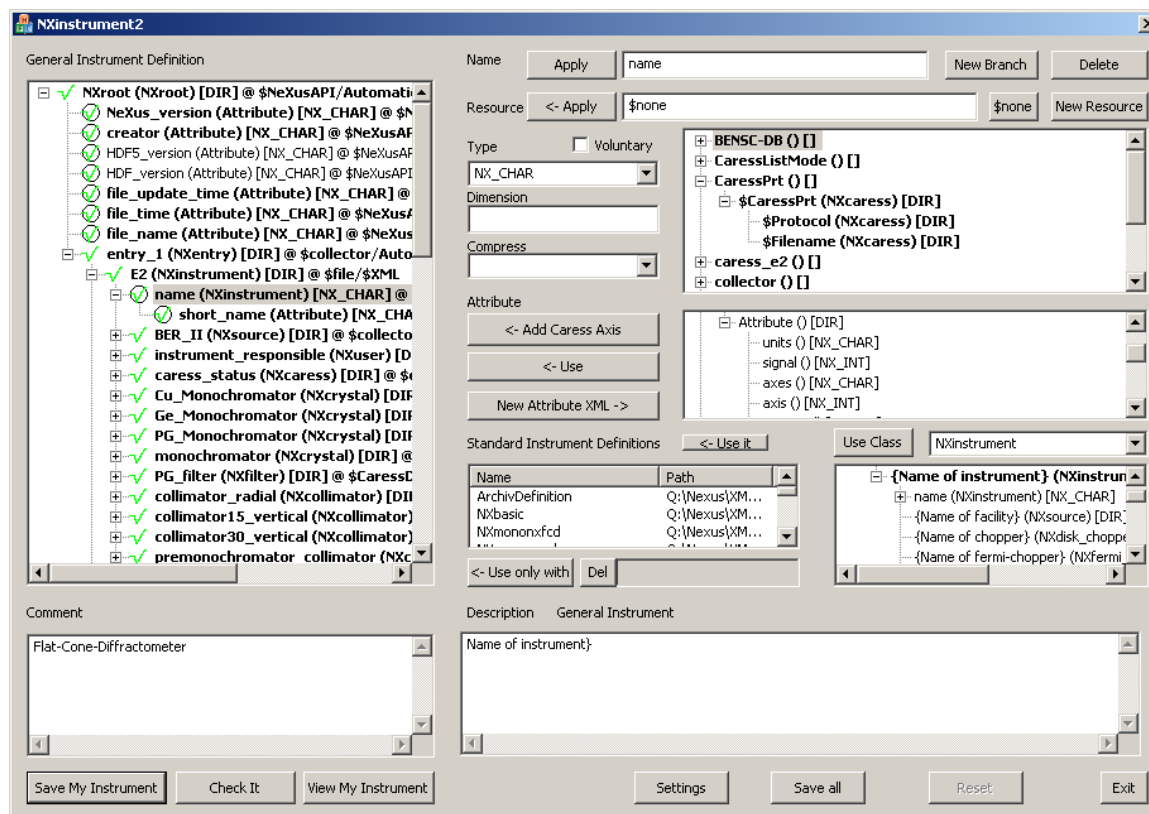 NXinstrument2
General Instrument Definition
NXroot (NXroot) [DIR] @ $NeXusAPI/Automati
NeXus_version (Attribute) [NX_CHAR] @ $N
creator (Attribute) [NX_CHAR] @ $NeXusAF
HDF5_version (Attribute) [NX_CHAR] @ $NeXusAF
HDF_version (Attribute) [NX_CHAR] @ $NeXusAPI
file_update_time (Attribute) [NX_CHAR] @
file_time (Attribute) [NX_CHAR] @ $NeXusA
file_name (Attribute) [NX_CHAR] @ $NeXus
entry_1 (NXentry) [DIR] @ $collector/Auto
E2 (NXinstrument) [DIR] @ $file/$XML
name (NXinstrument) [NX_CHAR] @
short_name (Attribute) [NX_CHA
BER_II (NXsource) [DIR] @ $collecto
instrument_responsible (NXuser) [D
caress_status (NXcaress) [DIR] @ $c
Cu_Monochromator (NXcrystal) [DIR
Ge_Monochromator (NXcrystal) [DIF
PG_Monochromator (NXcrystal) [DIF
monochromator (NXcrystal) [DIR] @
PG_filter (NXfilter) [DIR] @ $CaressD
collimator_radial (NXcollimator) [DII
collimator15_vertical (NXcollimator)
collimator30_vertical (NXcollimator)
premonochromator_collimator (NXc
Name
Apply
name
New Branch
Delete
Resource
<- Apply
$none
$none
New Resource
Type
Voluntary
NX_CHAR
Dimension
Compress
BENSC-DB () []
CaressListMode () []
CaressPrt () []
$CaressPrt (NXcaress) [DIR]
$Protocol (NXcaress) [DIR]
$Filename (NXcaress) [DIR]
caress_e2 () []
collector () []
Attribute
<- Add Caress Axis
<- Use
New Attribute XML ->
Attribute () [DIR]
units () [NX_CHAR]
signal () [NX_INT]
axes () [NX_CHAR]
axis () [NX_INT]
Standard Instrument Definitions
<- Use it
Use Class
NXinstrument
Name Path
ArchivDefinition Q:\Nexus\XM...
NXbasic Q:\Nexus\XM...
NXmononxfcd Q:\Nexus\XM...
{Name of instrument} (NXinstrun
name (NXinstrument) [NX_CHAR]
{Name of facility} (NXsource) [DIR]
{Name of chopper} (NXdisk_choppe
{Name of fermi-chopper} (NXfermi
<- Use only with
Del
Comment
Flat-Cone-Diffractometer
Description General Instrument
Name of instrument}
Save My Instrument
Check It
View My Instrument
Settings
Save all
Reset
Exit